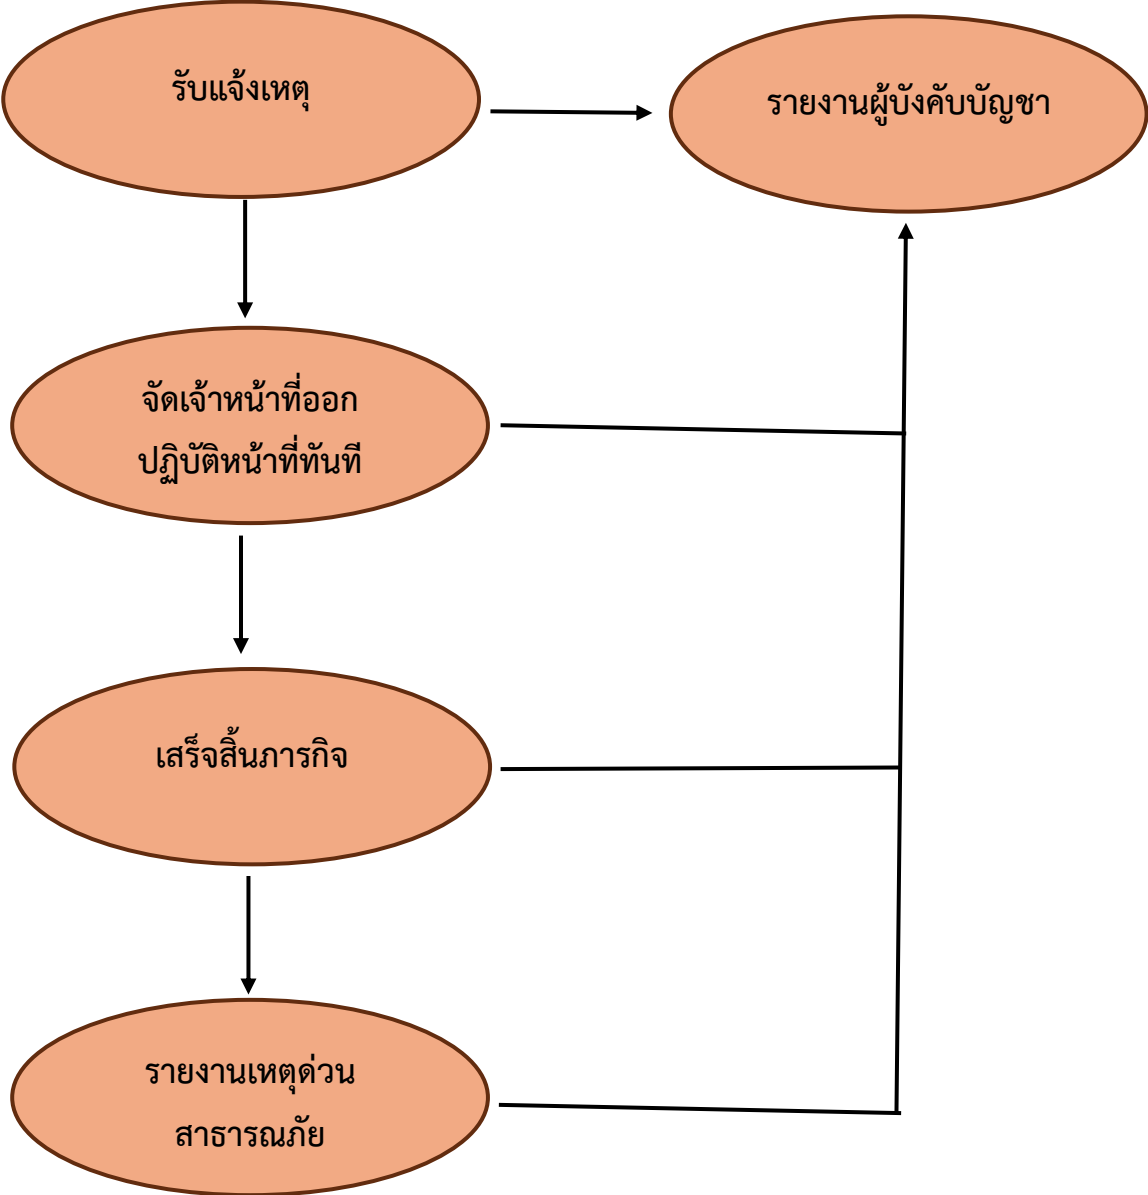 รับแจ้งเหตุ
รายงานผู้บังคับบัญชา
จัดเจ้าหน้าที่ออก
ปฏิบัติหน้าที่ทันที
เสร็จสิ้นภารกิจ
รายงานเหตุด่วน
สาธารณภัย